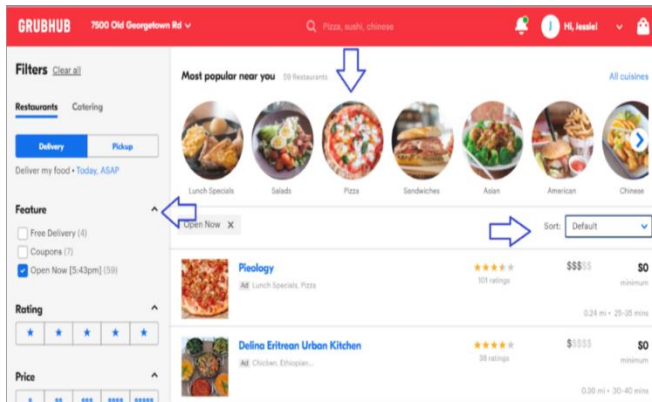 GRUBHUB 7500 Old Georgetown Rd Pizza, sushi, chinese J Hi, Jessie!
Filters Clear all
Restaurants Catering
Delivery Pickup
Deliver my food • Today, ASAP
Feature
Free Delivery (4)
Coupons (7)
Open Now [5:43pm] (59)
Rating
Price
$ $$ $$$ $$$$ $$$$$
Most popular near you 59 Restaurants All cuisines
Lunch Specials Salads Pizza Sandwiches Asian American Chinese
Open Now X Sort: Default
Pieology $$$$$ $0
Ad Lunch Specials, Pizza 101 ratings minimum
0.24 mi • 25-35 mins
Delina Eritrean Urban Kitchen $$$$$ $0
Ad Chicken, Ethiopian... 38 ratings minimum
0.30 mi • 30-40 mins